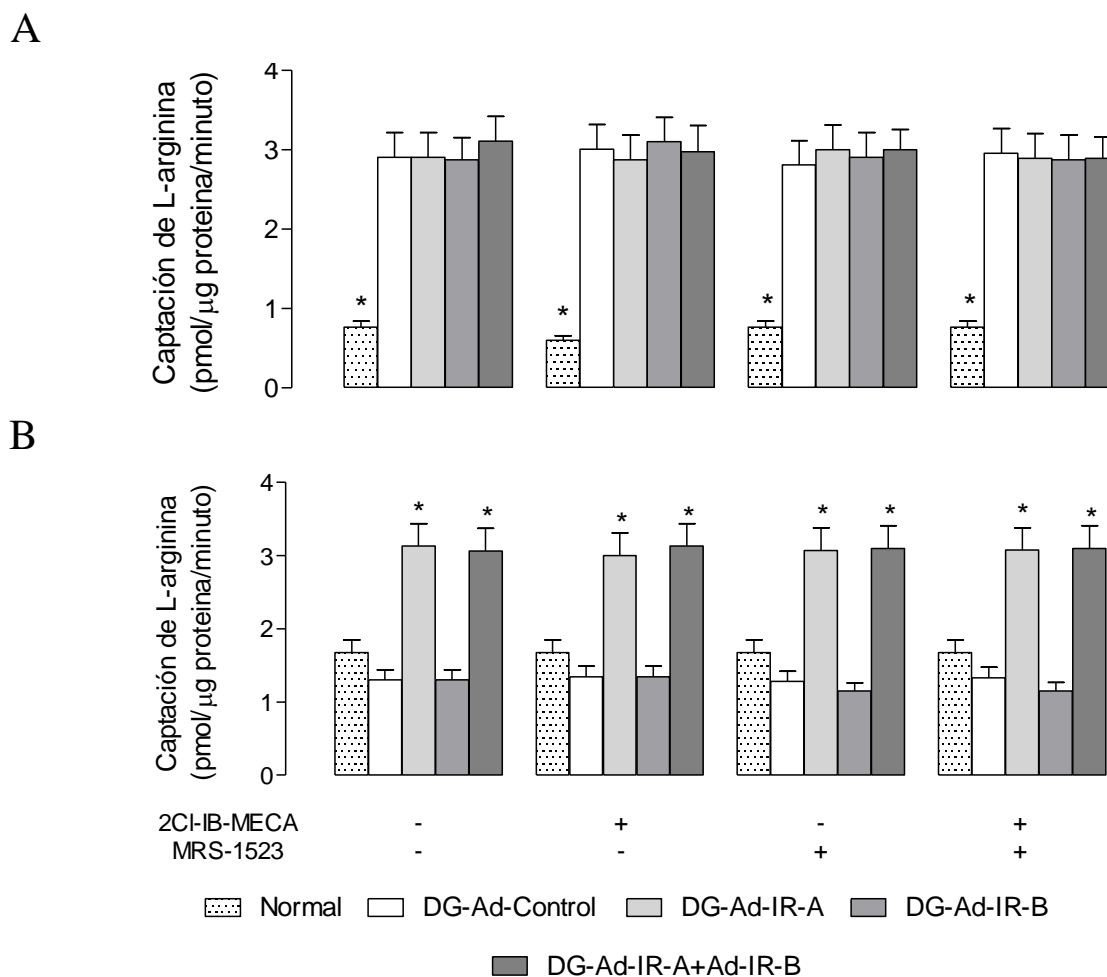 A
Captación de L-arginina
(pmol/µg proteina/minuto)
4
3
2
1
0
* * * *
B
Captación de L-arginina
(pmol/µg proteina/minuto)
4
3
2
1
0
* * * * * * * *
2Cl-IB-MECA - + - +
MRS-1523 - - + +
Normal DG-Ad-Control DG-Ad-IR-A DG-Ad-IR-B
DG-Ad-IR-A+Ad-IR-B